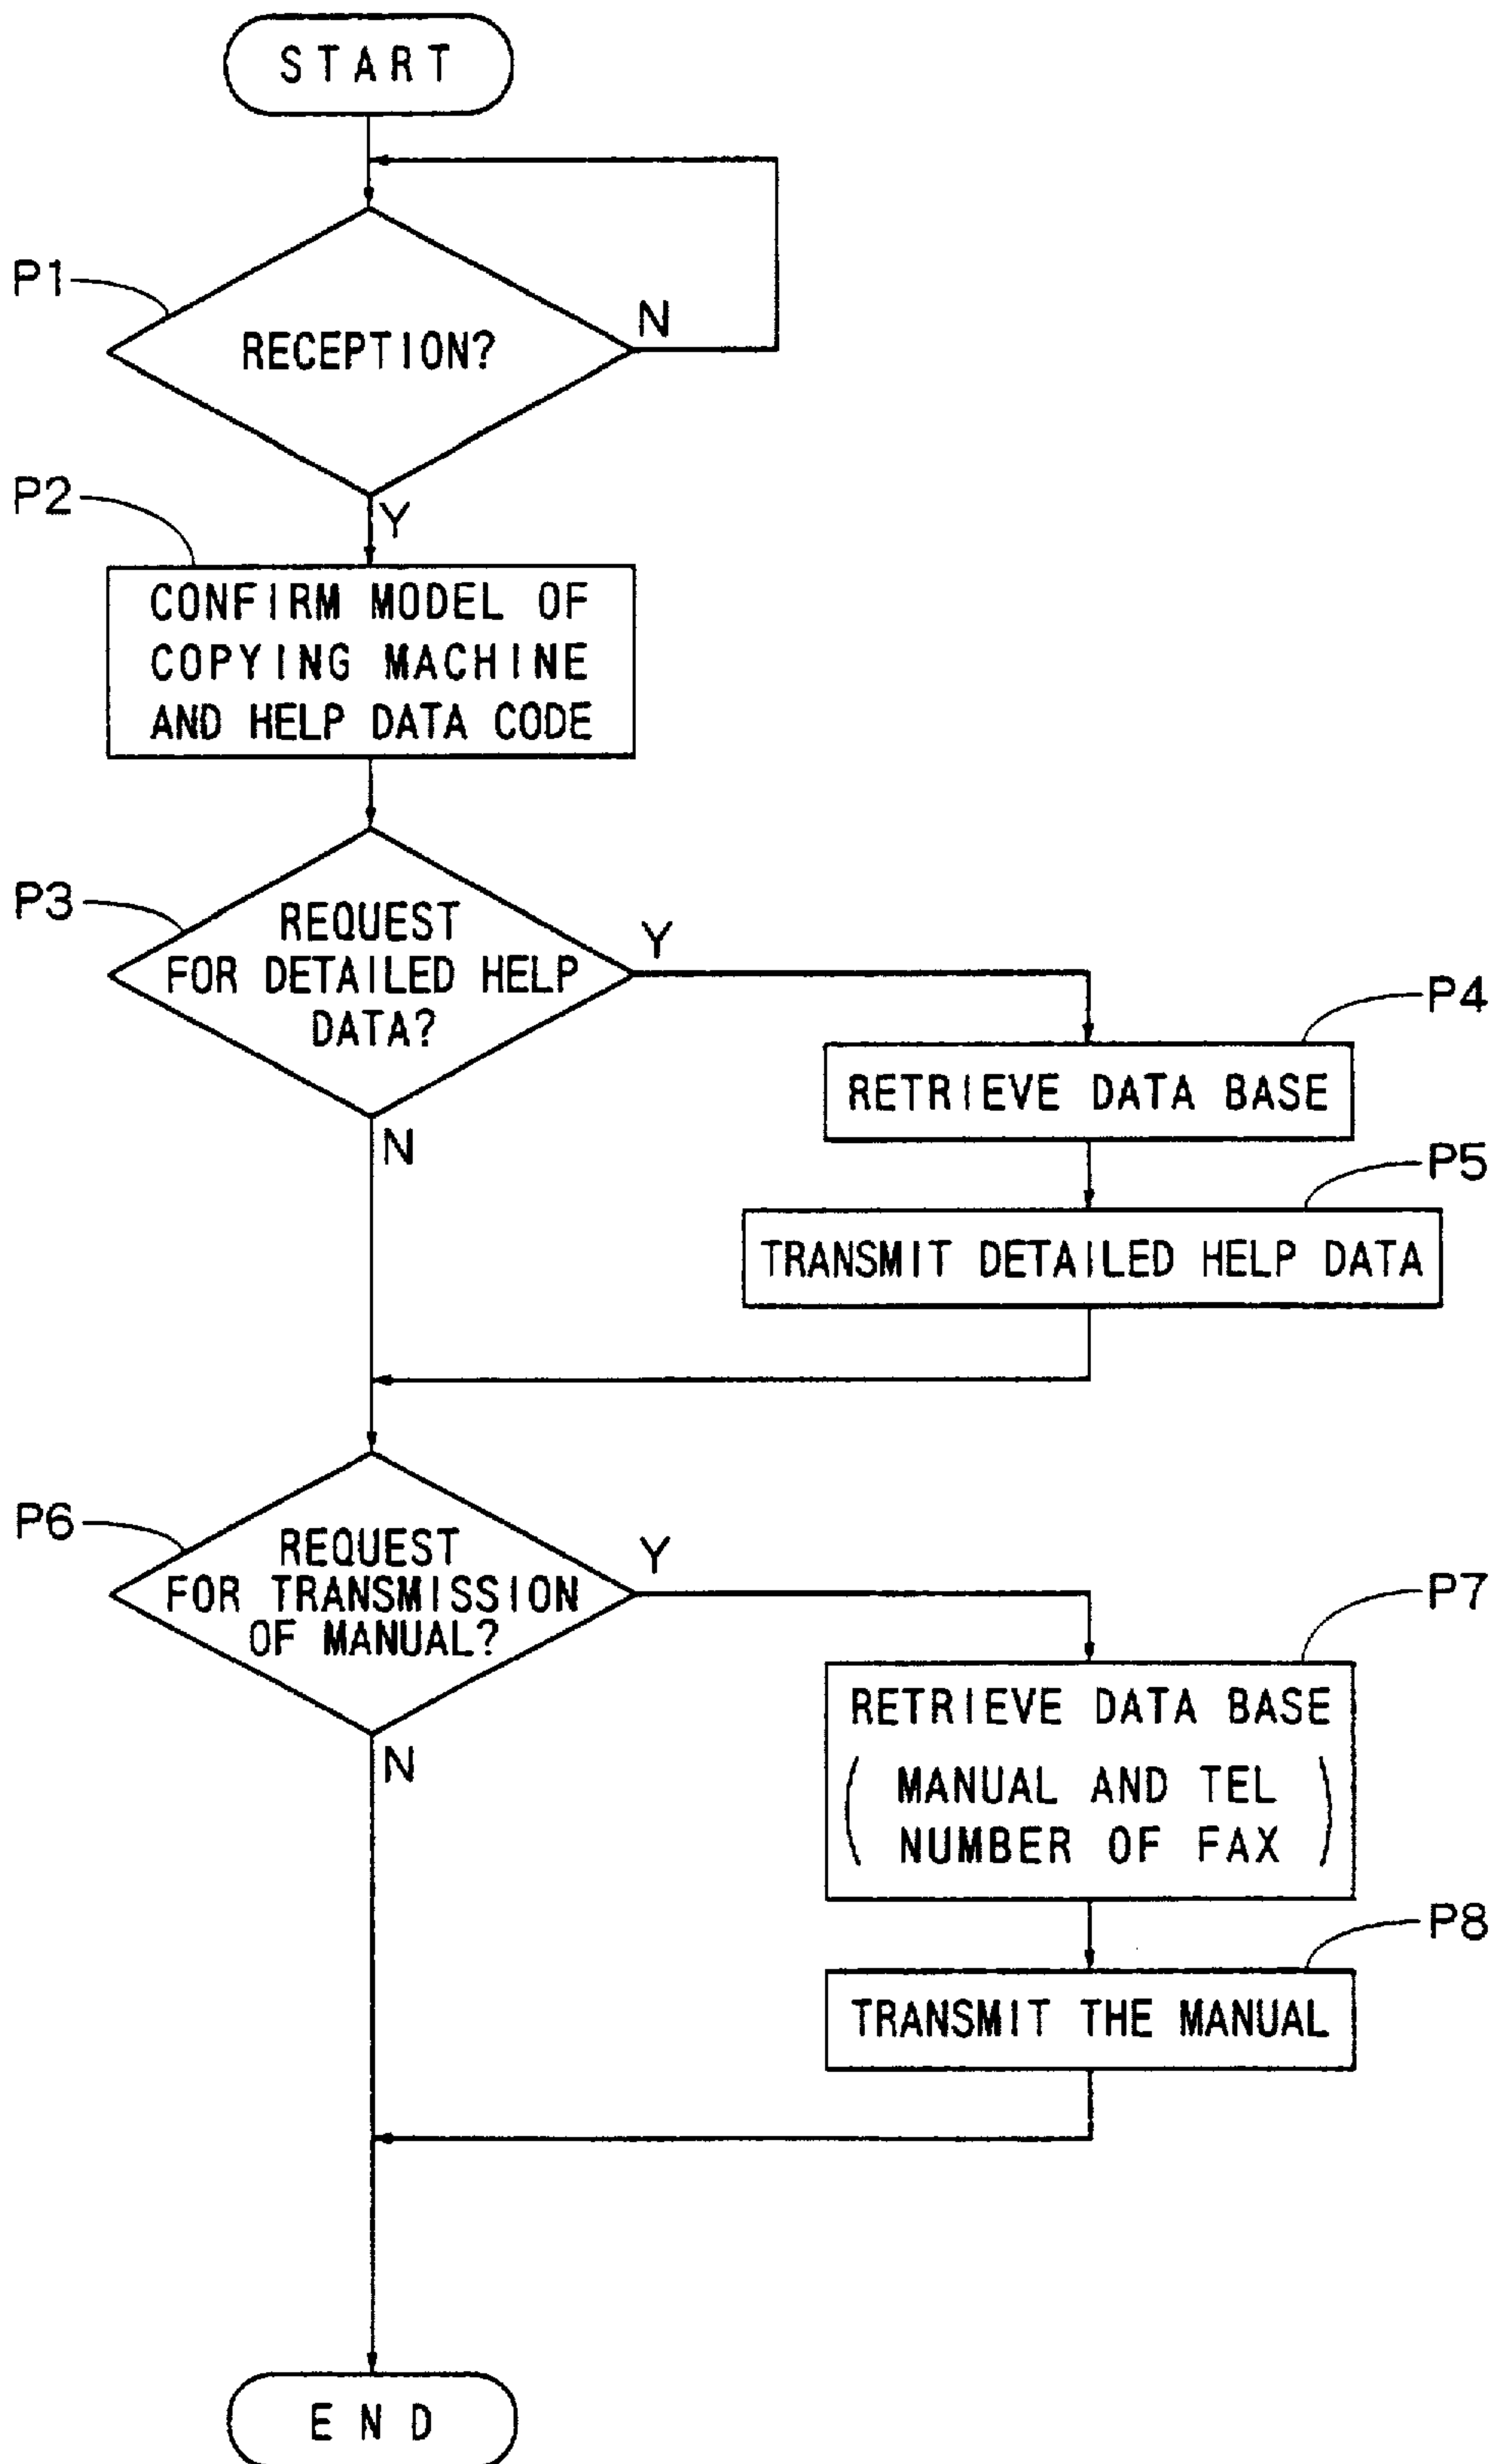 START
P1
RECEPTION?
N
P2
Y
CONFIRM MODEL OF
COPYING MACHINE
AND HELP DATA CODE
P3
REQUEST
FOR DETAILED HELP
DATA?
Y
N
P4
RETRIEVE DATA BASE
P5
TRANSMIT DETAILED HELP DATA
P6
REQUEST
FOR TRANSMISSION
OF MANUAL?
Y
N
P7
RETRIEVE DATA BASE
( MANUAL AND TEL
NUMBER OF FAX )
P8
TRANSMIT THE MANUAL
END